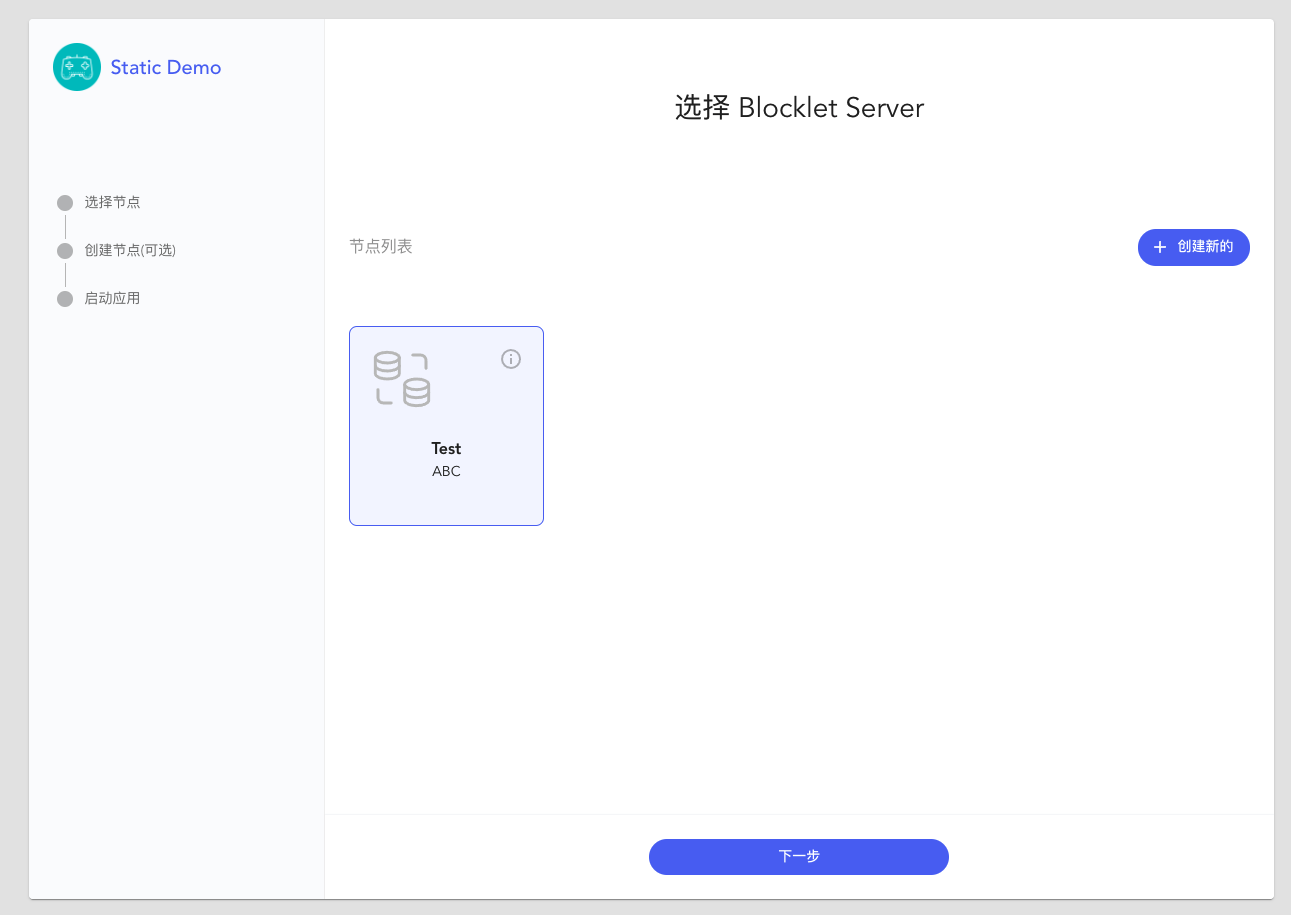 Static Demo
选择节点
创建节点(可选)
启动应用
选择 Blocklet Server
节点列表
创建新的
Test
ABC
下一步